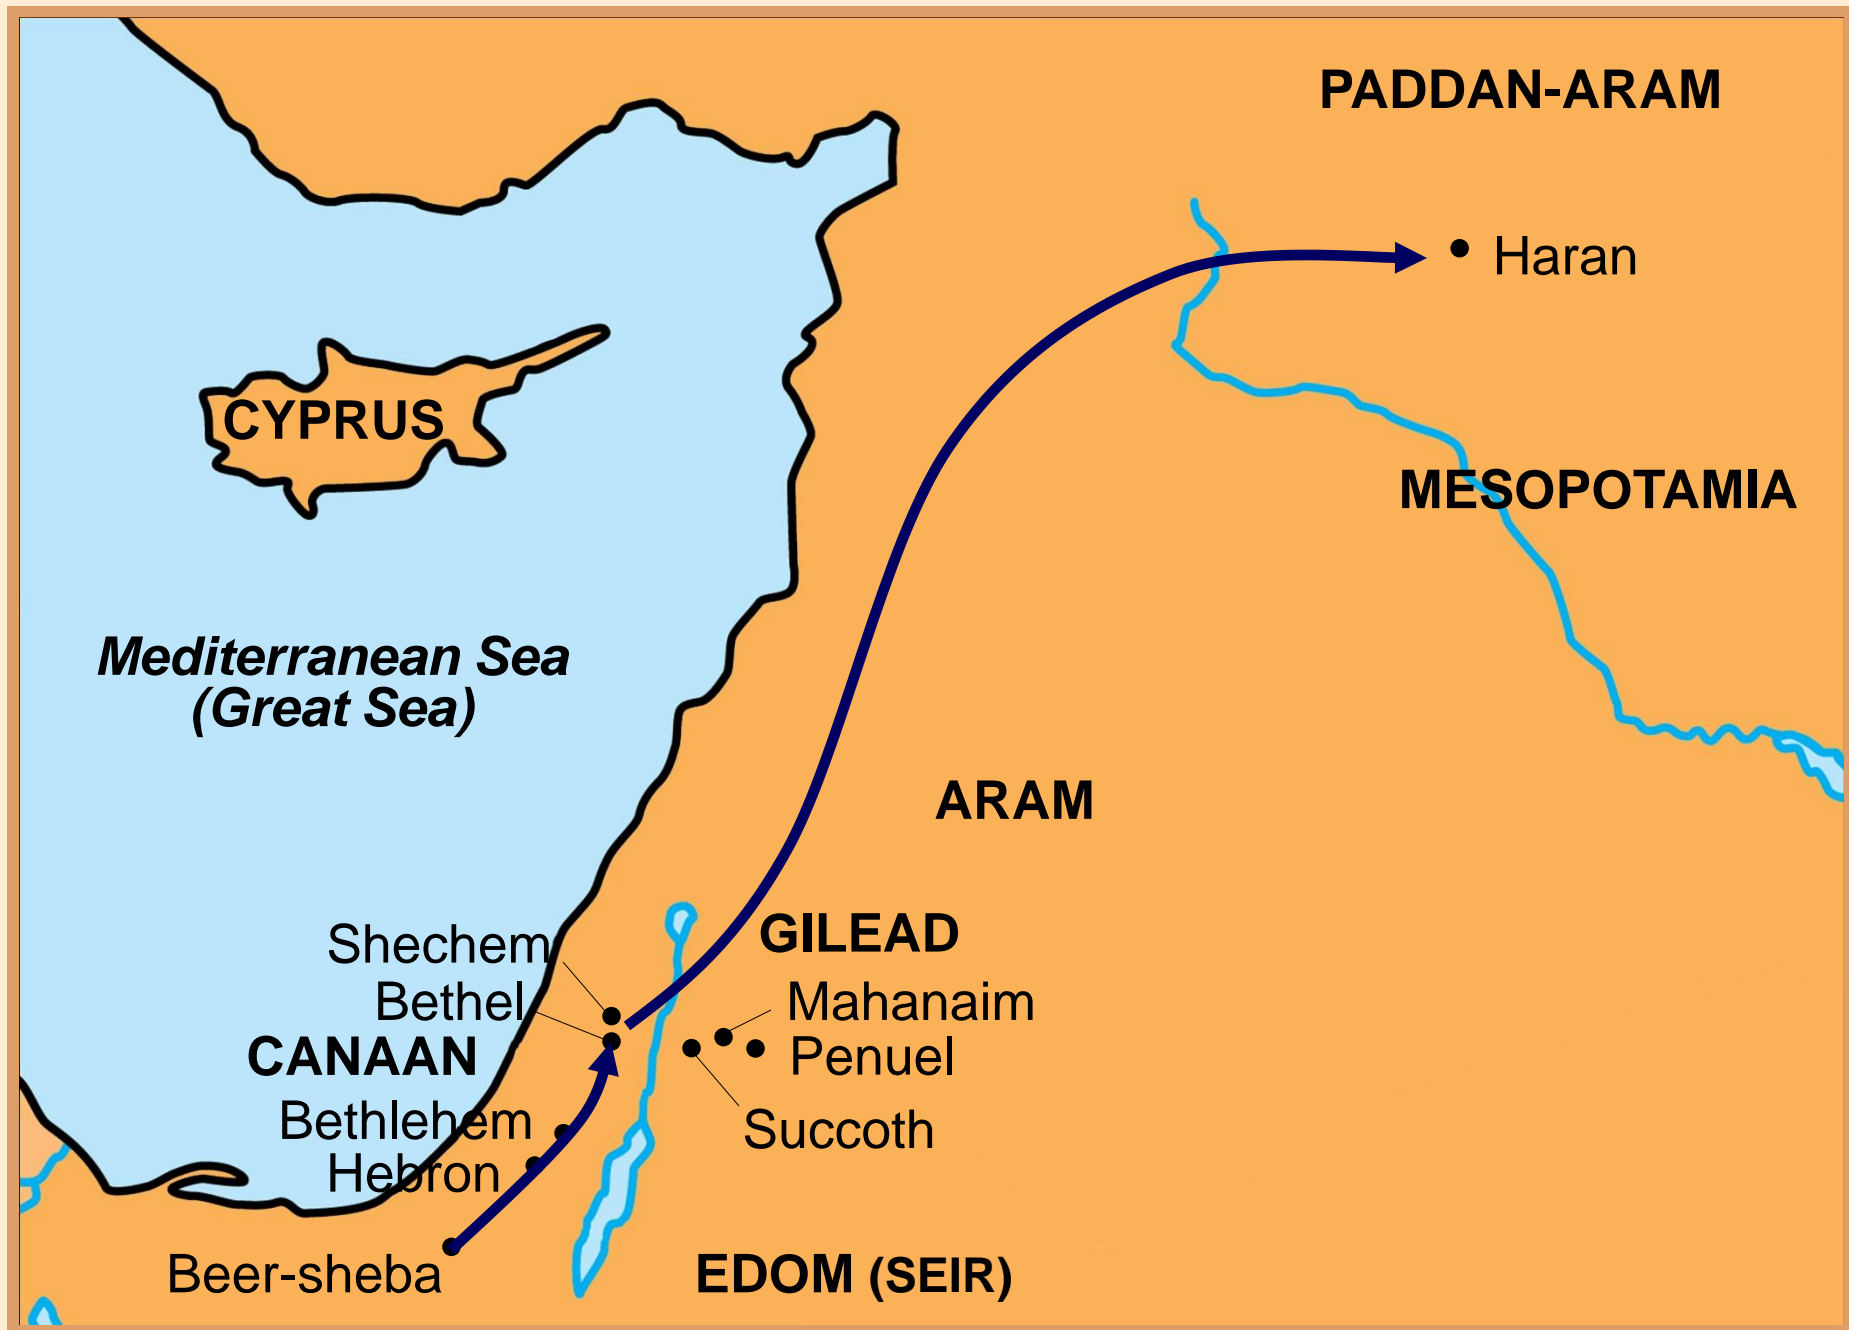 PADDAN-ARAM
Haran
CYPRUS
MESOPOTAMIA
Mediterranean Sea
(Great Sea)
ARAM
Shechem
GILEAD
Bethel
Mahanaim
CANAAN
Penuel
Bethlehem
Succoth
Hebron
Beer-sheba
EDOM (SEIR)